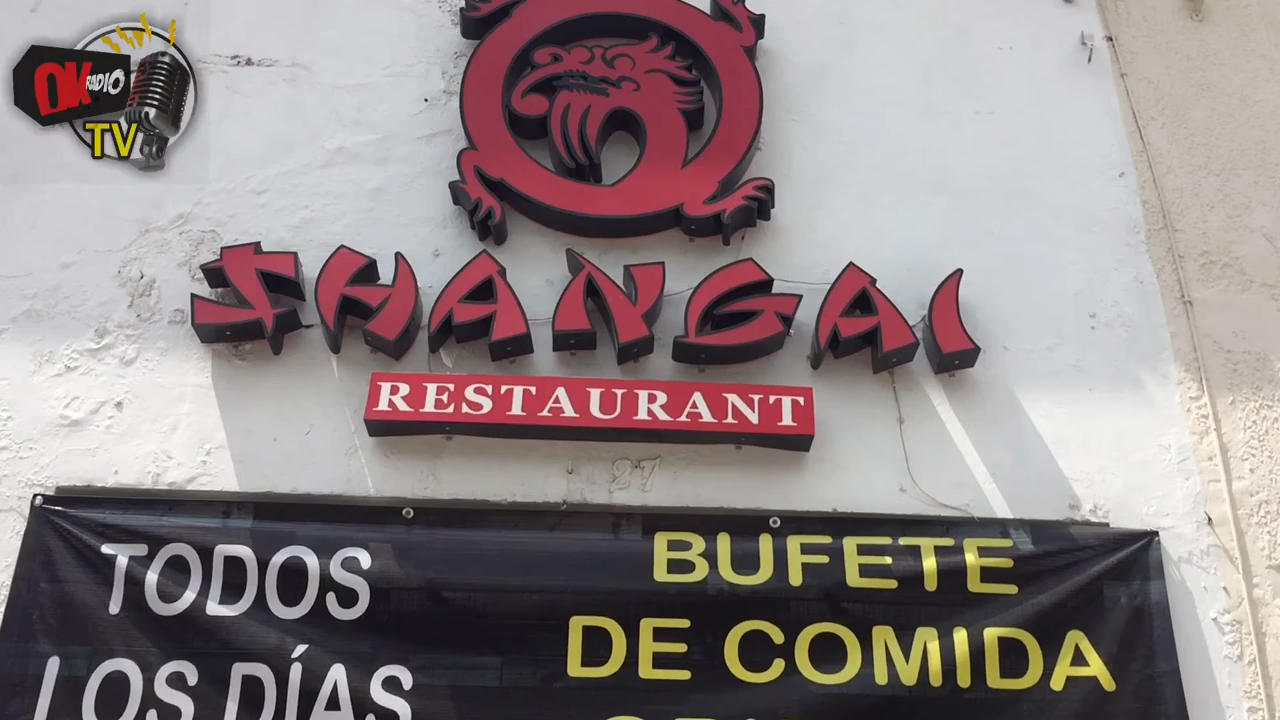 OK RADIO
TV
SHANGAI
RESTAURANT
27
TODOS
LOS DÍAS
BUFETE
DE COMIDA